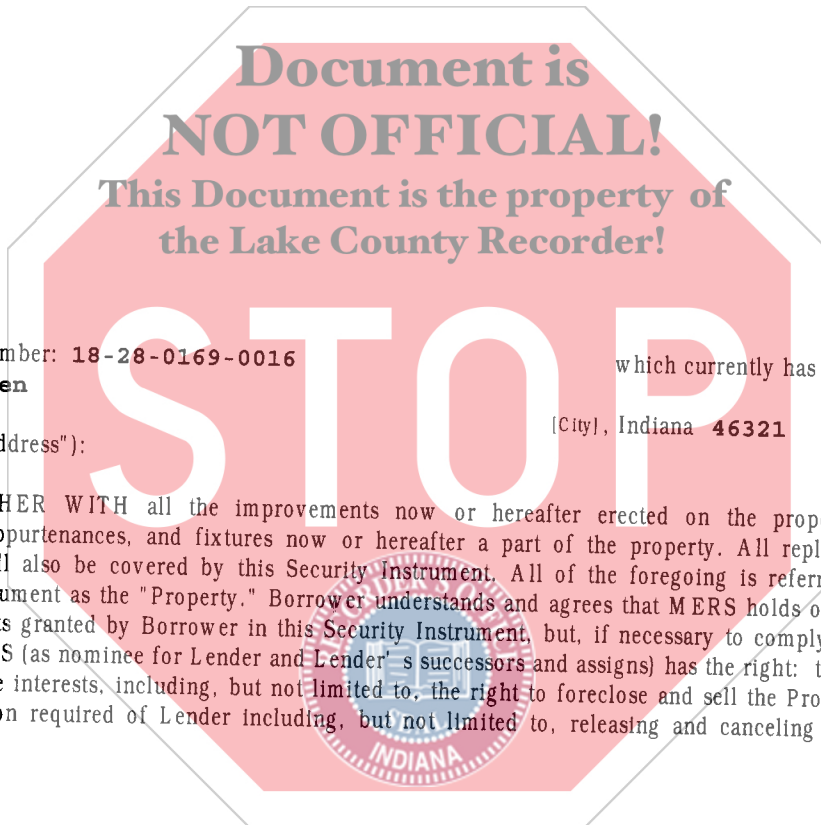 Document is
NOT OFFICIAL!
This Document is the property of
the Lake County Recorder!
STOP
mber: 18-28-0169-0016 which currently has
en
[City], Indiana 46321
ddress"):
HER WITH all the improvements now or hereafter erected on the prop
ppurtenances, and fixtures now or hereafter a part of the property. All repl
ll also be covered by this Security Instrument. All of the foregoing is referr
ument as the "Property." Borrower understands and agrees that MERS holds o
s granted by Borrower in this Security Instrument, but, if necessary to comply
S (as nominee for Lender and Lender' s successors and assigns) has the right: t
e interests, including, but not limited to, the right to foreclose and sell the Pro
on required of Lender including, but not limited to, releasing and canceling
INDIANA